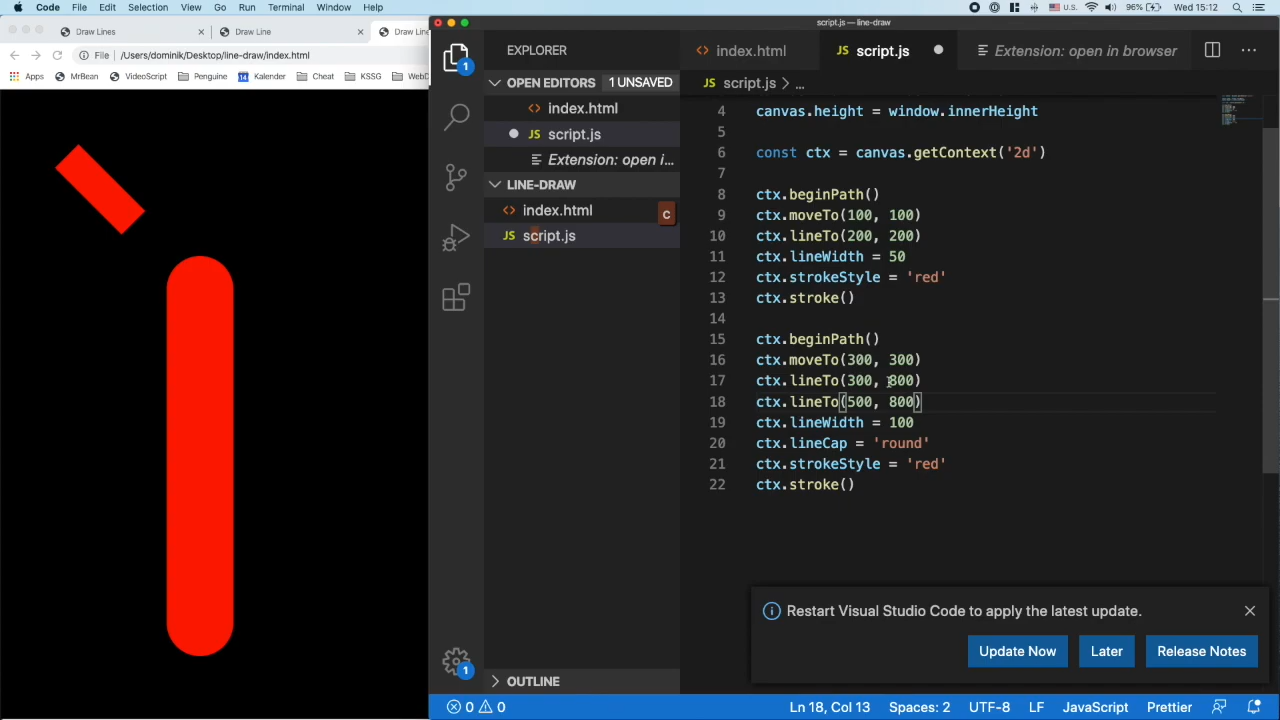 Code File Edit Selection View Go Run Terminal Window Help U.S. 96% Wed 15:12
script.js — line-draw
Draw Lines × Draw Line × Draw Line
File /Users/dominik/Desktop/line-draw/index.html
Apps MrBean VideoScript Penguine Kalender Cheat KSSG WebD
EXPLORER
OPEN EDITORS 1 UNSAVED
index.html
JS script.js
Extension: open i...
LINE-DRAW
index.html
c
JS script.js
OUTLINE
1
1
index.html JS script.js Extension: open in browser
JS script.js > ...
4 canvas.height = window.innerHeight
5
6 const ctx = canvas.getContext('2d')
7
8 ctx.beginPath()
9 ctx.moveTo(100, 100)
10 ctx.lineTo(200, 200)
11 ctx.lineWidth = 50
12 ctx.strokeStyle = 'red'
13 ctx.stroke()
14
15 ctx.beginPath()
16 ctx.moveTo(300, 300)
17 ctx.lineTo(300, 800)
18 ctx.lineTo(500, 800)
19 ctx.lineWidth = 100
20 ctx.lineCap = 'round'
21 ctx.strokeStyle = 'red'
22 ctx.stroke()
Restart Visual Studio Code to apply the latest update.
Update Now Later Release Notes
0 0 Ln 18, Col 13 Spaces: 2 UTF-8 LF JavaScript Prettier